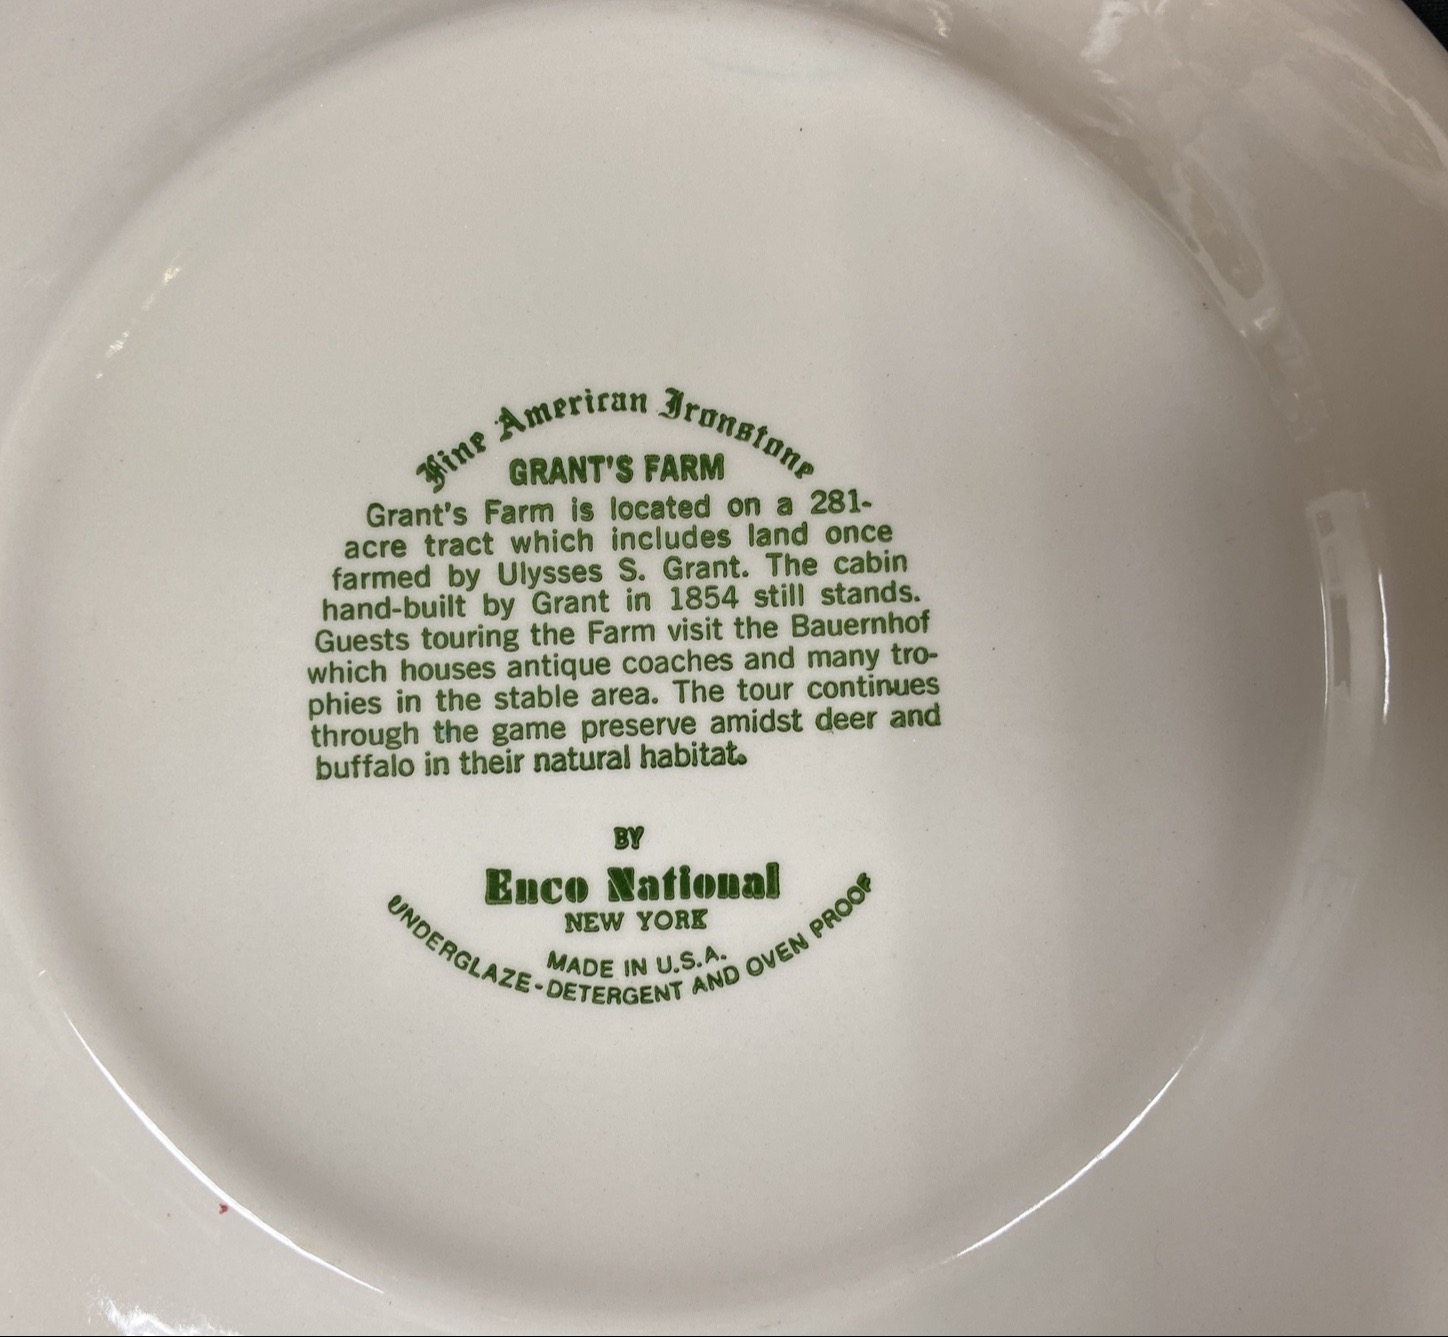 Fine American Ironstone
GRANT'S FARM
Grant's Farm is located on a 281-
acre tract which includes land once
farmed by Ulysses S. Grant. The cabin
hand-built by Grant in 1854 still stands.
Guests touring the Farm visit the Bauernhof
which houses antique coaches and many tro-
phies in the stable area. The tour continues
through the game preserve amidst deer and
buffalo in their natural habitat.
BY
Enco National
NEW YORK
MADE IN U.S.A.
UNDERGLAZE-DETERGENT AND OVEN PROOF